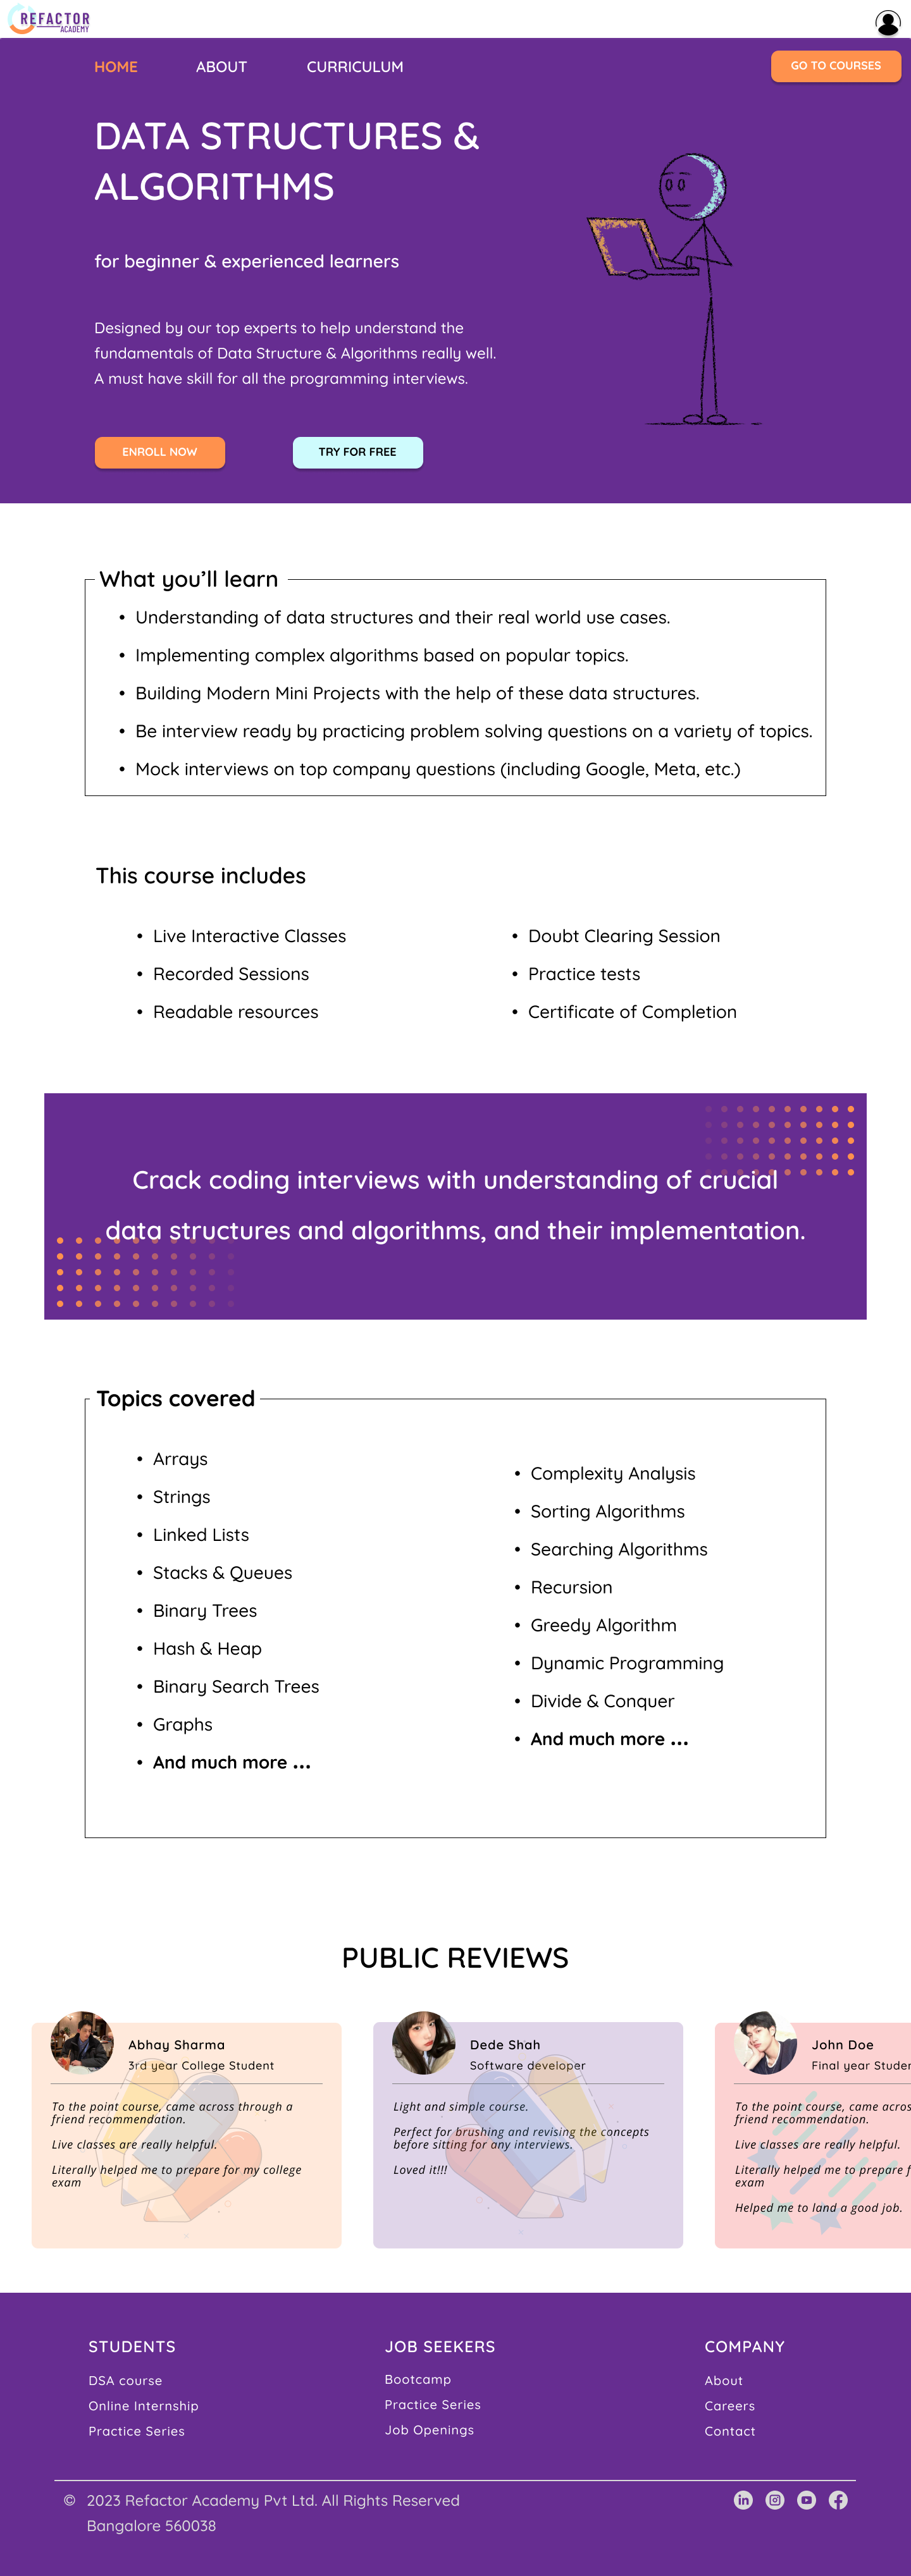 REFACTOR
ACADEMY
HOME
ABOUT
CURRICULUM
GO TO COURSES
DATA STRUCTURES &
ALGORITHMS
for beginner & experienced learners
Designed by our top experts to help understand the
fundamentals of Data Structure & Algorithms really well.
A must have skill for all the programming interviews.
ENROLL NOW
TRY FOR FREE
What you’ll learn
• Understanding of data structures and their real world use cases.
• Implementing complex algorithms based on popular topics.
• Building Modern Mini Projects with the help of these data structures.
• Be interview ready by practicing problem solving questions on a variety of topics.
• Mock interviews on top company questions (including Google, Meta, etc.)
This course includes
• Live Interactive Classes
• Recorded Sessions
• Readable resources
• Doubt Clearing Session
• Practice tests
• Certificate of Completion
Crack coding interviews with understanding of crucial
data structures and algorithms, and their implementation.
Topics covered
• Arrays
• Strings
• Linked Lists
• Stacks & Queues
• Binary Trees
• Hash & Heap
• Binary Search Trees
• Graphs
• And much more ...
• Complexity Analysis
• Sorting Algorithms
• Searching Algorithms
• Recursion
• Greedy Algorithm
• Dynamic Programming
• Divide & Conquer
• And much more ...
PUBLIC REVIEWS
Abhay Sharma
3rd year College Student
To the point course, came across through a
friend recommendation.
Live classes are really helpful.
Literally helped me to prepare for my college
exam
Dede Shah
Software developer
Light and simple course.
Perfect for brushing and revising the concepts
before sitting for any interviews.
Loved it!!!
John Doe
Final year Studer
To the point course, came acros
friend recommendation.
Live classes are really helpful.
Literally helped me to prepare f
exam
Helped me to land a good job.
STUDENTS
DSA course
Online Internship
Practice Series
JOB SEEKERS
Bootcamp
Practice Series
Job Openings
COMPANY
About
Careers
Contact
© 2023 Refactor Academy Pvt Ltd. All Rights Reserved
Bangalore 560038
in